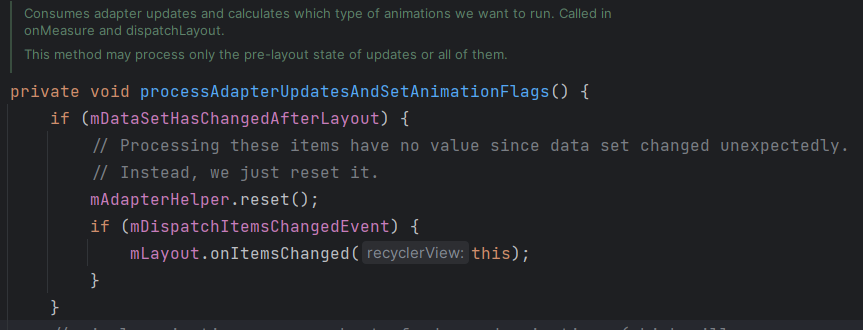 Consumes adapter updates and calculates which type of animations we want to run. Called in
onMeasure and dispatchLayout.
This method may process only the pre-layout state of updates or all of them.
private void processAdapterUpdatesAndSetAnimationFlags() {
if (mDataSetHasChangedAfterLayout) {
// Processing these items have no value since data set changed unexpectedly.
// Instead, we just reset it.
mAdapterHelper.reset();
if (mDispatchItemsChangedEvent) {
mLayout.onItemsChanged( recyclerView: this);
}
}